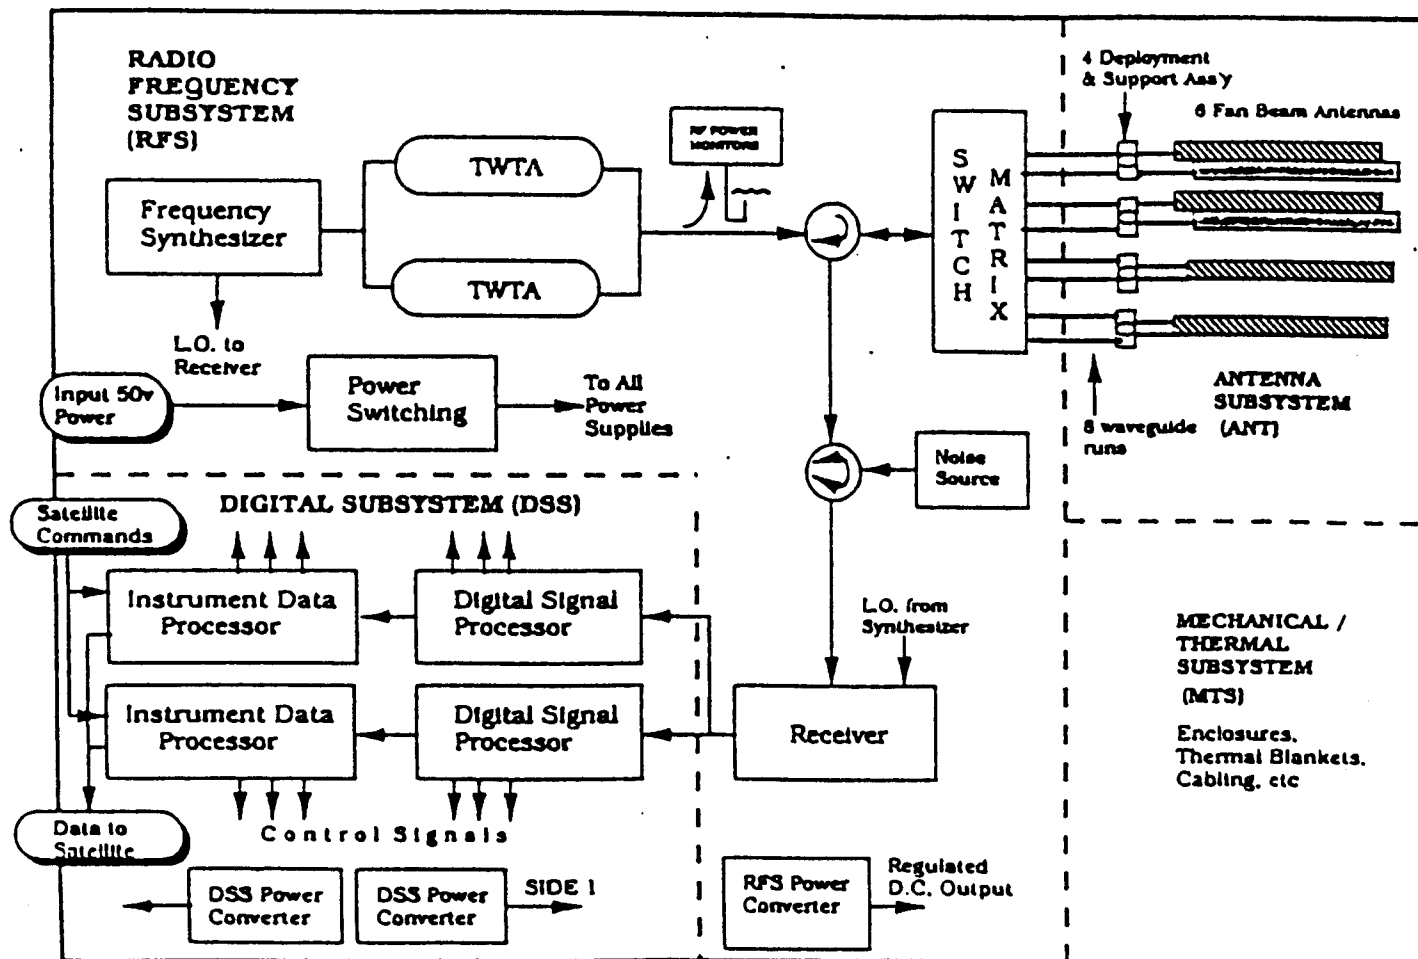 RADIO
FREQUENCY
SUBSYSTEM
(RFS)
4 Deployment
& Support Ass'y
6 Fan Beam Antennas
RF POWER
MONITORS
TWTA
SWITCH
MATRIX
Frequency
Synthesizer
TWTA
L.O. to
Receiver
Input 50v
Power
Power
Switching
To All
Power
Supplies
ANTENNA
SUBSYSTEM
(ANT)
8 waveguide
runs
Noise
Source
DIGITAL SUBSYSTEM (DSS)
Satellite
Commands
Instrument Data
Processor
Digital Signal
Processor
L.O. from
Synthesizer
MECHANICAL /
THERMAL
SUBSYSTEM
(MTS)
Enclosures,
Thermal Blankets,
Cabling, etc
Instrument Data
Processor
Digital Signal
Processor
Receiver
Data to
Satellite
Control Signals
DSS Power
Converter
DSS Power
Converter
SIDE 1
RFS Power
Converter
Regulated
D.C. Output